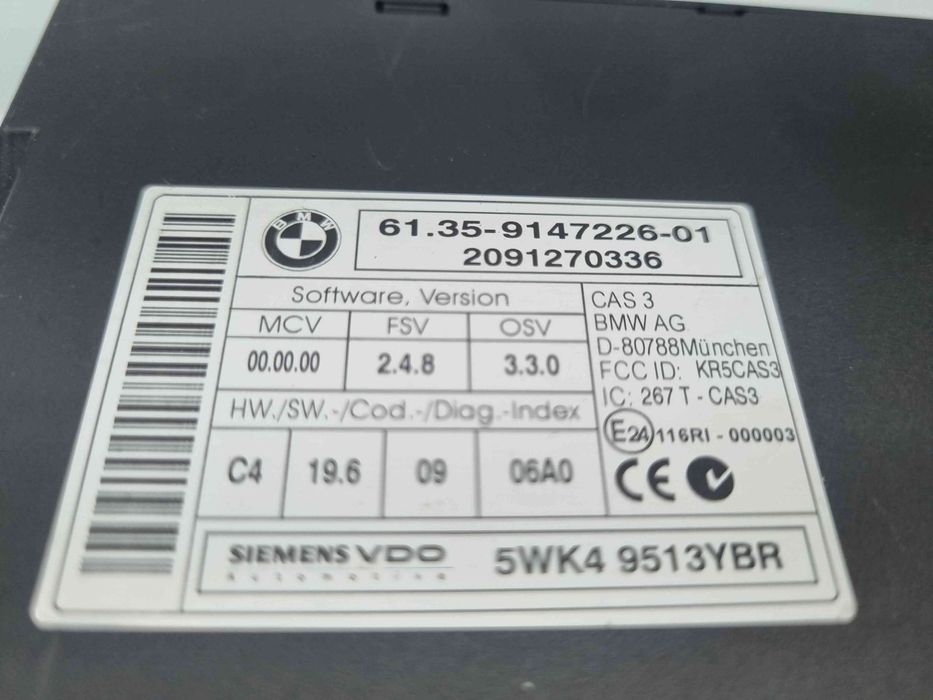 BMW
61.35-9147226-01
2091270336
Software, Version
MCV FSV OSV
00.00.00 2.4.8 3.3.0
HW./SW.-/Cod.-/Diag.-Index
C4 19.6 09 06A0
CAS 3
BMW AG
D-80788München
FCC ID: KR5CAS3
IC: 267 T - CAS3
E24 116RI - 000003
CE
SIEMENS VDO
Automotive
5WK4 9513YBR